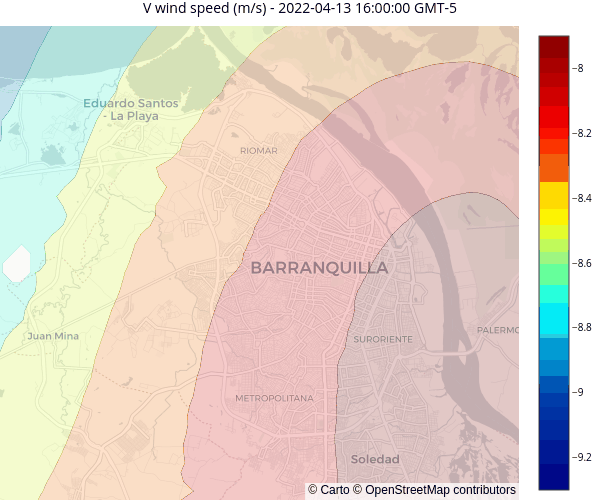 V wind speed (m/s) - 2022-04-13 16:00:00 GMT-5
Eduardo Santos
- La Playa
RIOMAR
BARRANQUILLA
Juan Mina
SURORIENTE
PALERMO
METROPOLITANA
Soledad
© Carto © OpenStreetMap contributors
−8
−8.2
−8.4
−8.6
−8.8
−9
−9.2